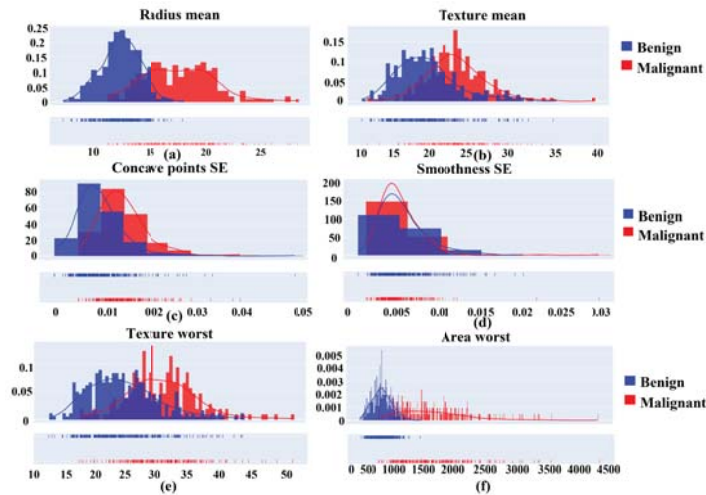 Radius mean
Texture mean
0.25
0.2
0.15
0.1
0.05
0
10 15 20 25
(a)
0.15
0.1
0.05
0
10 15 20 25 30 35 40
(b)
Benign
Malignant
Concave points SE
Smoothness SE
80
60
40
20
0
0 0.01 0.02 0.03 0.04 0.05
(c)
200
150
100
50
0
0 0.005 0.01 0.015 0.02 0.025 0.03
(d)
Benign
Malignant
Texture worst
Area worst
0.1
0.05
0
10 15 20 25 30 35 40 45 50
(e)
0.005
0.004
0.003
0.002
0.001
0
0 500 1000 1500 2000 2500 3000 3500 4000 4500
(f)
Benign
Malignant